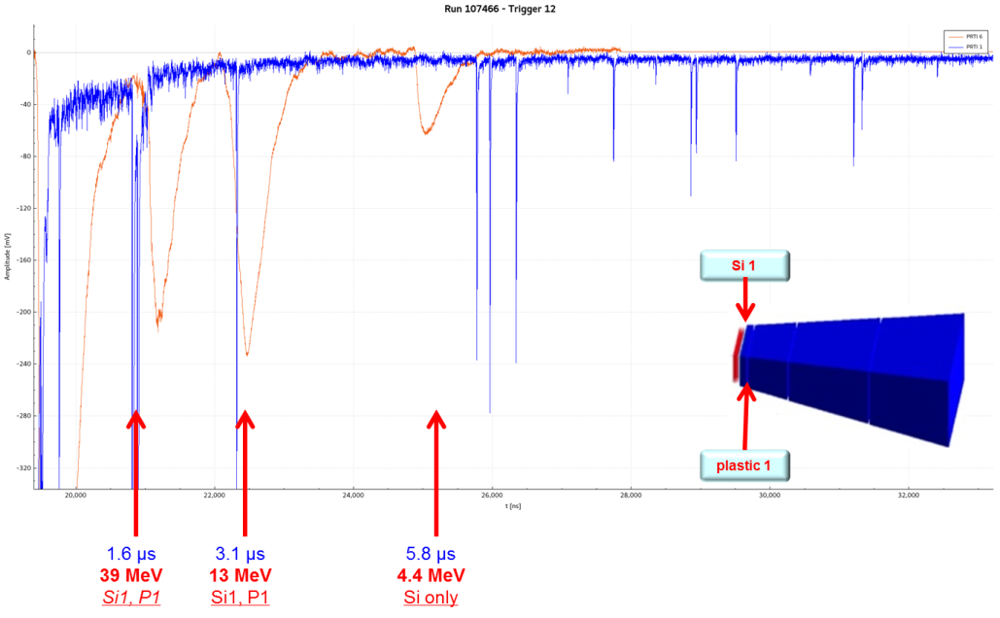 Run 107466 - Trigger 12
PRTI 6
PRTI 1
Amplitude [mV]
0
-40
-80
-120
-160
-200
-240
-280
-320
20,000
22,000
24,000
26,000
28,000
30,000
32,000
t [ns]
Si 1
plastic 1
1.6 µs
39 MeV
Si1, P1
3.1 µs
13 MeV
Si1, P1
5.8 µs
4.4 MeV
Si only